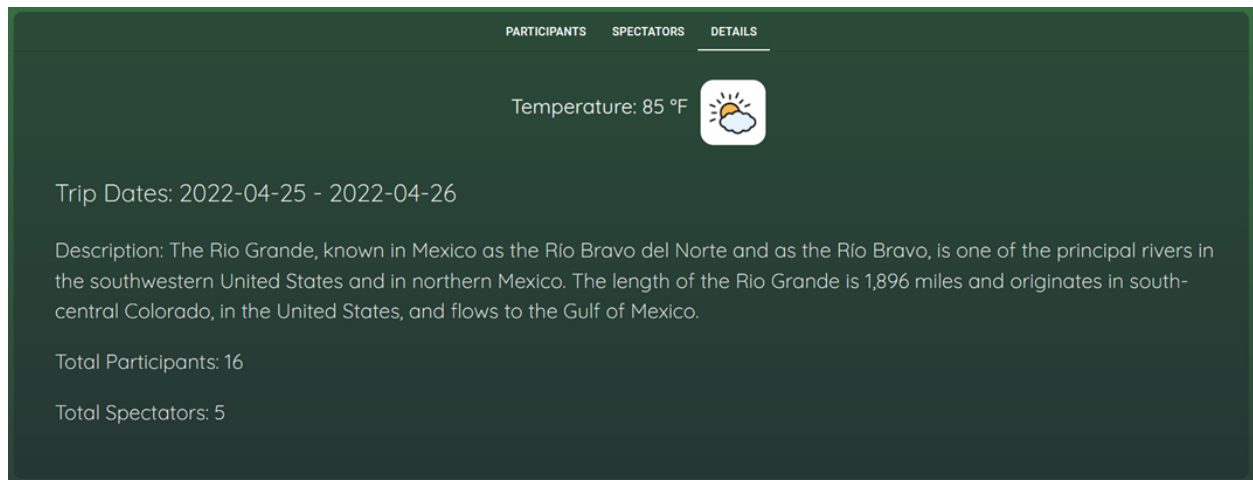 PARTICIPANTS SPECTATORS DETAILS
Temperature: 85 °F
Trip Dates: 2022-04-25 - 2022-04-26
Description: The Rio Grande, known in Mexico as the Río Bravo del Norte and as the Río Bravo, is one of the principal rivers in
the southwestern United States and in northern Mexico. The length of the Rio Grande is 1,896 miles and originates in south-
central Colorado, in the United States, and flows to the Gulf of Mexico.
Total Participants: 16
Total Spectators: 5